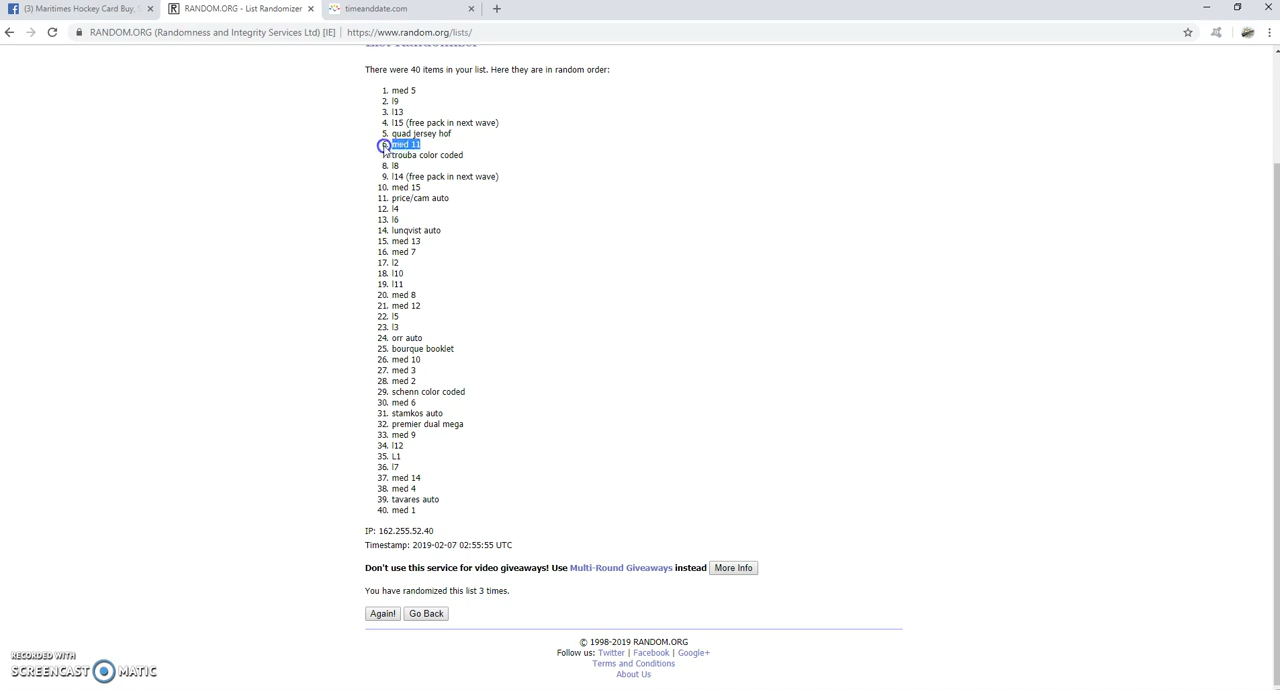 (3) Maritimes Hockey Card Buy,
RANDOM.ORG - List Randomizer
timeanddate.com
RANDOM.ORG (Randomness and Integrity Services Ltd) [IE]
https://www.random.org/lists/
List Randomizer
There were 40 items in your list. Here they are in random order:
1. med 5
2. l9
3. l13
4. l15 (free pack in next wave)
5. quad jersey hof
6. med 11
trouba color coded
8. l8
9. l14 (free pack in next wave)
10. med 15
11. price/cam auto
12. l4
13. l6
14. lunqvist auto
15. med 13
16. med 7
17. l2
18. l10
19. l11
20. med 8
21. med 12
22. l5
23. l3
24. orr auto
25. bourque booklet
26. med 10
27. med 3
28. med 2
29. schenn color coded
30. med 6
31. stamkos auto
32. premier dual mega
33. med 9
34. l12
35. L1
36. l7
37. med 14
38. med 4
39. tavares auto
40. med 1
IP: 162.255.52.40
Timestamp: 2019-02-07 02:55:55 UTC
Don't use this service for video giveaways! Use Multi-Round Giveaways instead More Info
You have randomized this list 3 times.
Again! Go Back
© 1998-2019 RANDOM.ORG
Follow us: Twitter | Facebook | Google+
Terms and Conditions
About Us
RECORDED WITH
SCREENCAST MATIC